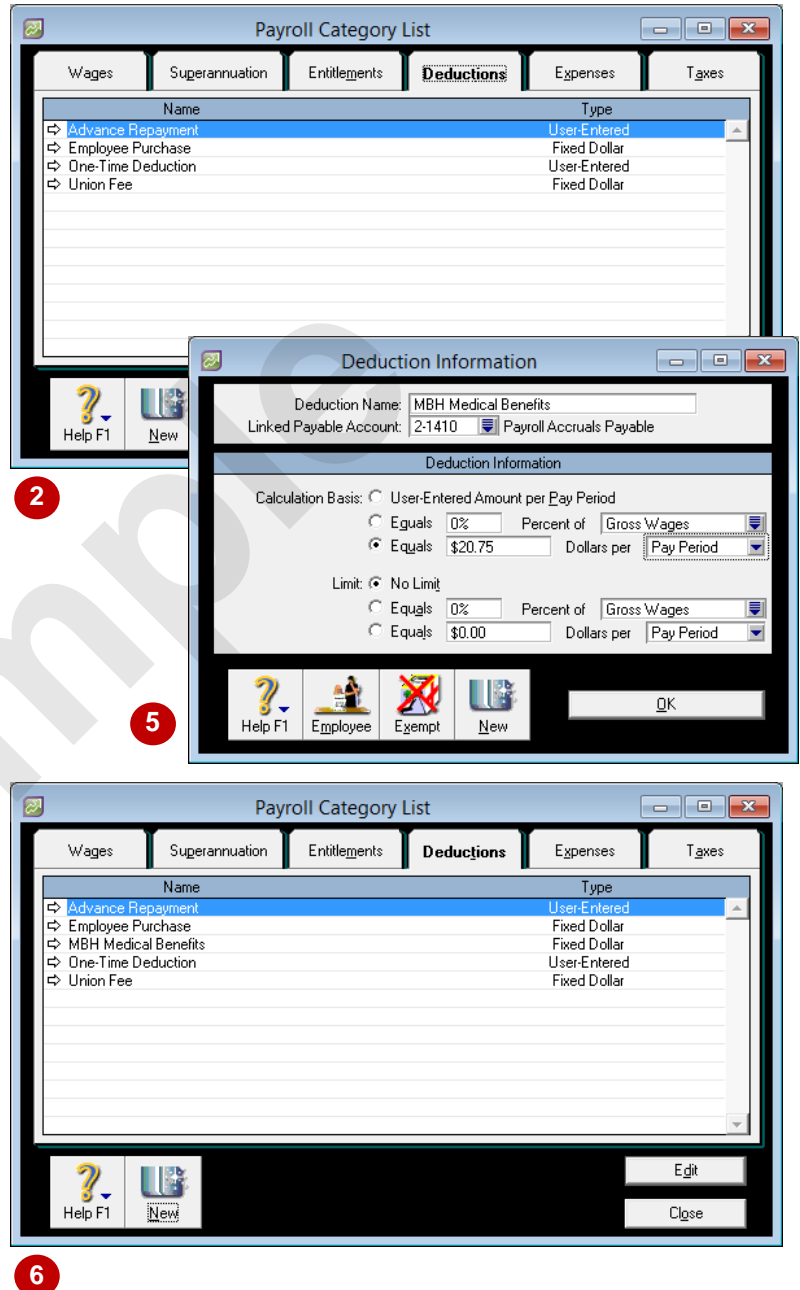 Payroll Category List
Wages Superannuation Entitlements Deductions Expenses Taxes
Name Type
Advance Repayment User-Entered
Employee Purchase Fixed Dollar
One-Time Deduction User-Entered
Union Fee Fixed Dollar
Help F1 New
2
Deduction Information
Deduction Name: MBH Medical Benefits
Linked Payable Account: 2-1410 Payroll Accruals Payable
Deduction Information
Calculation Basis: User-Entered Amount per Pay Period
Equals 0% Percent of Gross Wages
Equals $20.75 Dollars per Pay Period
Limit: No Limit
Equals 0% Percent of Gross Wages
Equals $0.00 Dollars per Pay Period
Help F1 Employee Exempt New OK
5
Payroll Category List
Wages Superannuation Entitlements Deductions Expenses Taxes
Name Type
Advance Repayment User-Entered
Employee Purchase Fixed Dollar
MBH Medical Benefits Fixed Dollar
One-Time Deduction User-Entered
Union Fee Fixed Dollar
Edit
Help F1 New Close
6
mple